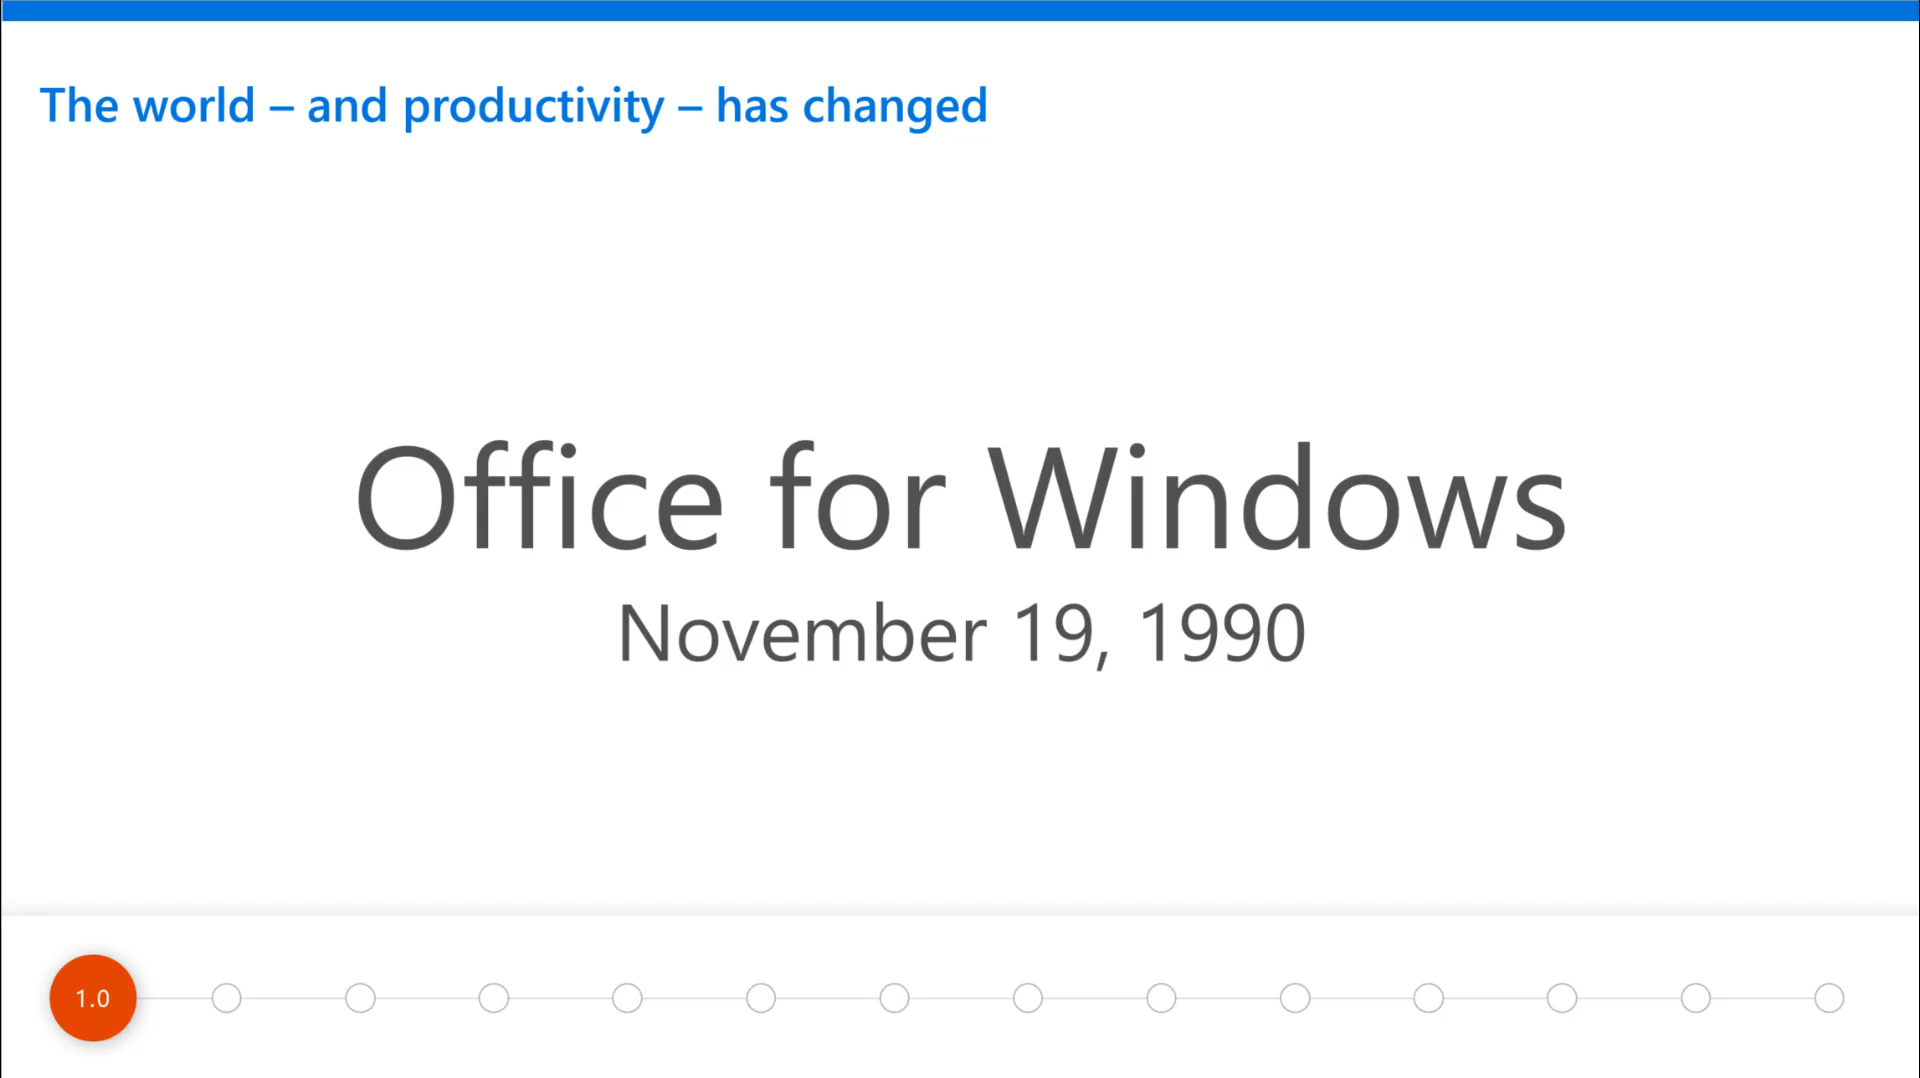 The world – and productivity – has changed
Office for Windows
November 19, 1990
1.0